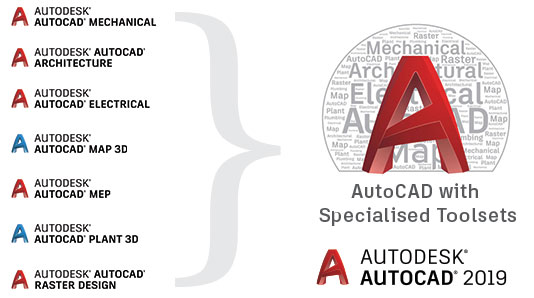 AUTODESK®
AUTOCAD® MECHANICAL
AUTODESK® AUTOCAD®
ARCHITECTURE
AUTODESK®
AUTOCAD® ELECTRICAL
AUTODESK®
AUTOCAD® MAP 3D
AUTODESK®
AUTOCAD® MEP
AUTODESK®
AUTOCAD® PLANT 3D
AUTODESK® AUTOCAD®
RASTER DESIGN
Raster
Mechanical
Architectural
Electrical
AutoCAD
Map
AutoCAD with
Specialised Toolsets
AUTODESK®
AUTOCAD® 2019